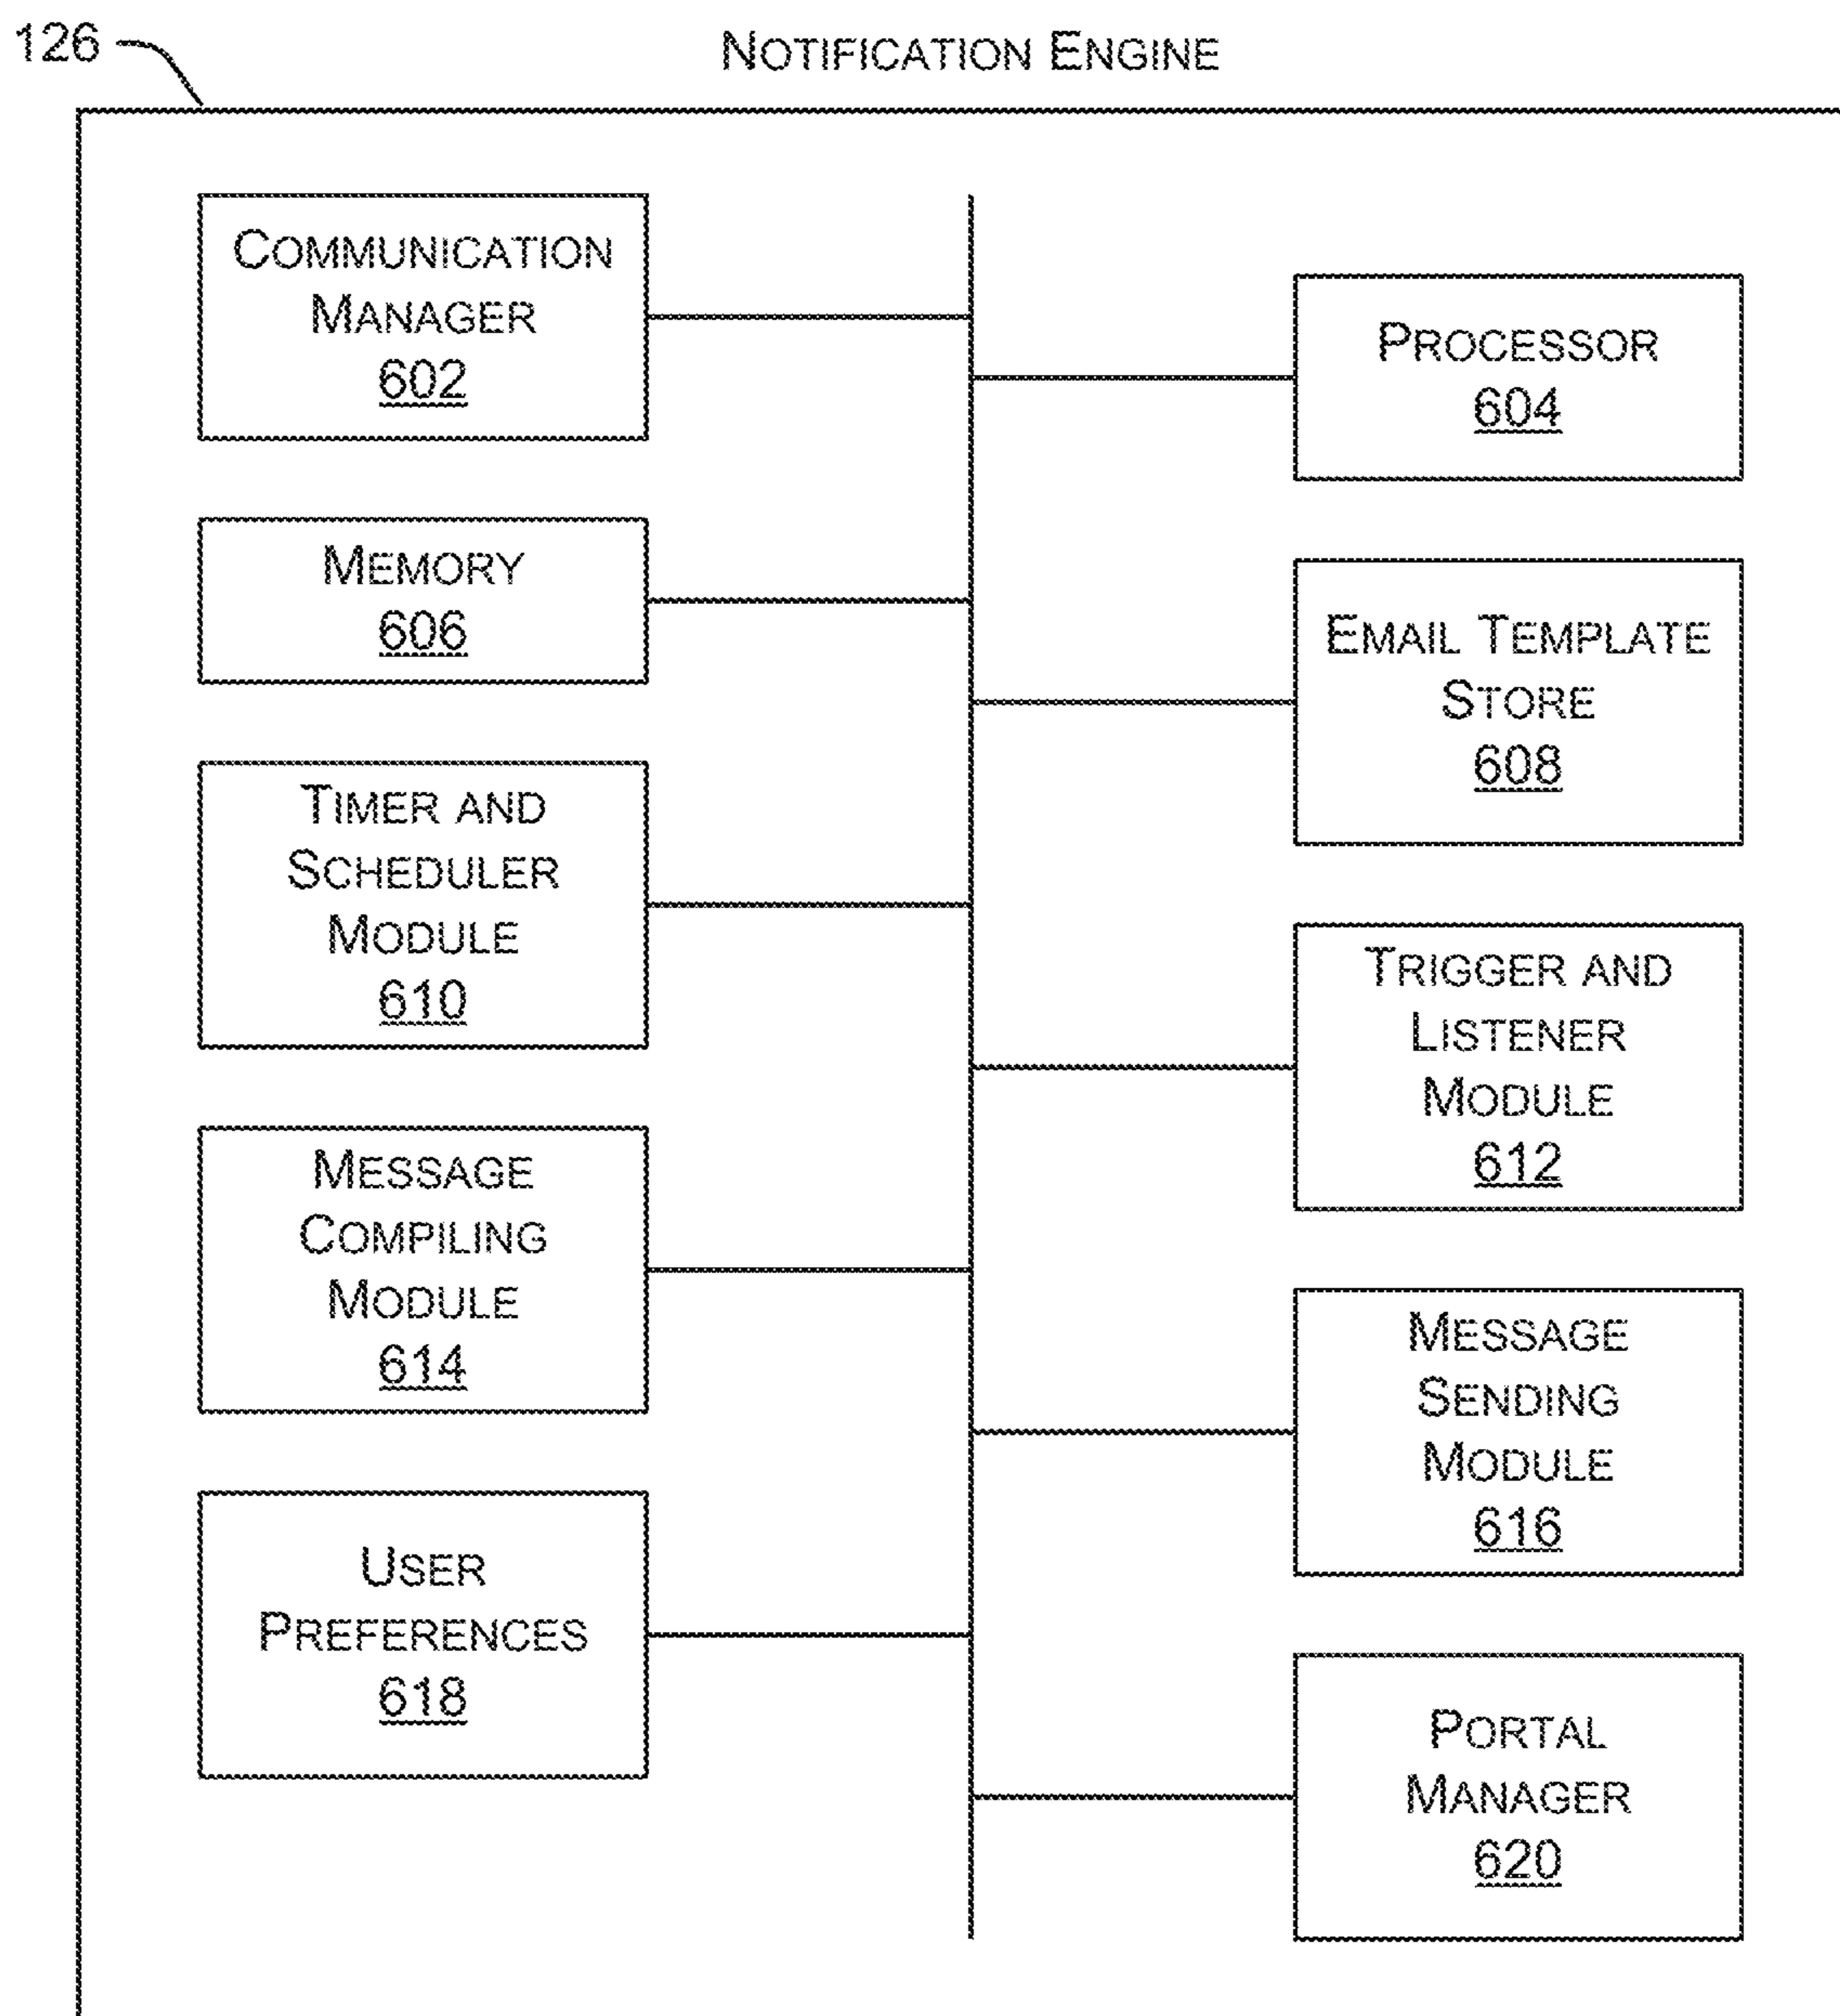 126
NOTIFICATION ENGINE
COMMUNICATION
MANAGER
602
PROCESSOR
604
MEMORY
606
EMAIL TEMPLATE
STORE
608
TIMER AND
SCHEDULER
MODULE
610
TRIGGER AND
LISTENER
MODULE
612
MESSAGE
COMPILING
MODULE
614
MESSAGE
SENDING
MODULE
616
USER
PREFERENCES
618
PORTAL
MANAGER
620